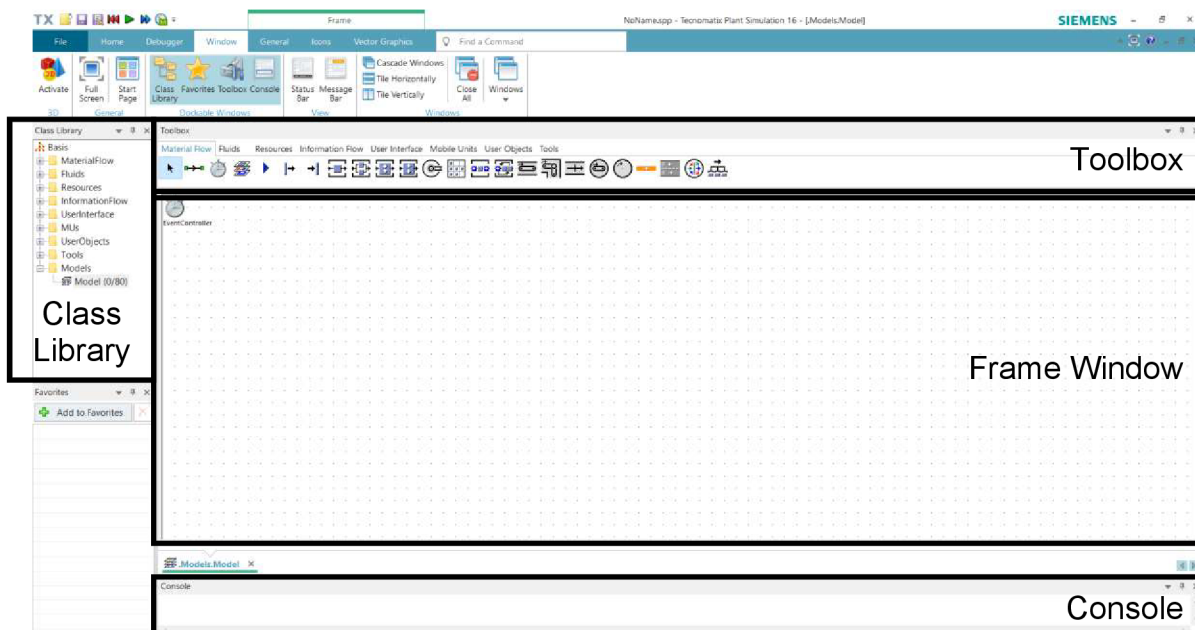 TX
Frame
NoName.spp - Tecnomatix Plant Simulation 16 - [.Models.Model]
SIEMENS
File Home Debugger Window General Icons Vector Graphics Find a Command
Activate Full Screen Start Page Class Library Favorites Toolbox Console Status Bar Message Bar Cascade Windows Tile Horizontally Tile Vertically Close All Windows
3D General Dockable Windows View Windows
Class Library
Toolbox
Basis
MaterialFlow
Fluids
Resources
InformationFlow
UserInterface
MUs
UserObjects
Tools
Models
Model (0/80)
Class
Library
Material Flow Fluids Resources Information Flow User Interface Mobile Units User Objects Tools
Toolbox
EventController
Frame Window
Favorites
Add to Favorites
.Models.Model
Console
Console